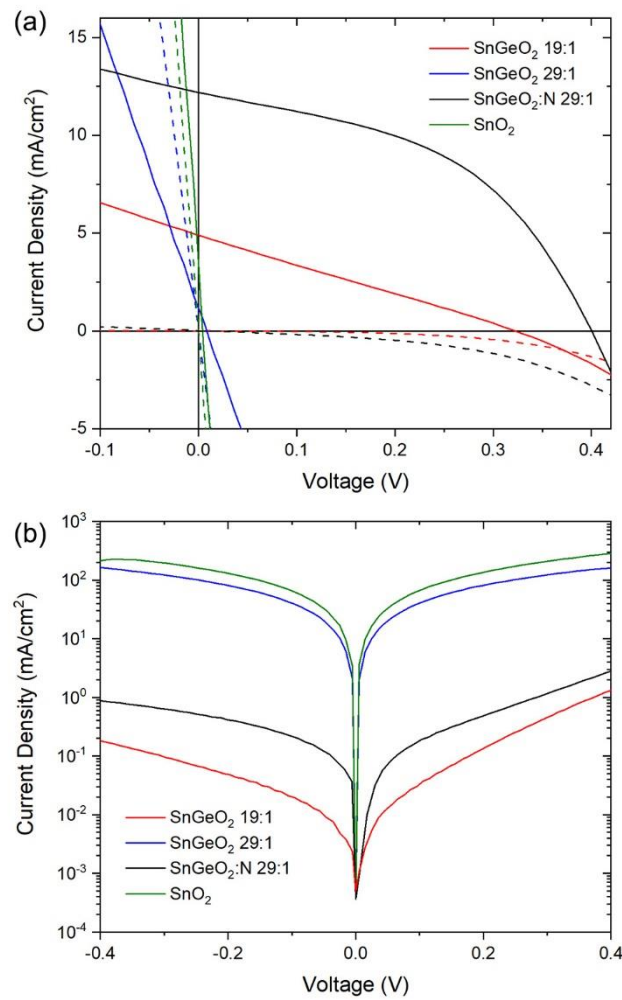 (a)
15
10
5
0
-5
Current Density (mA/cm²)
SnGeO₂ 19:1
SnGeO₂ 29:1
SnGeO₂:N 29:1
SnO₂
-0.1 0.0 0.1 0.2 0.3 0.4
Voltage (V)
(b)
10³
10²
10¹
10⁰
10⁻¹
10⁻²
10⁻³
10⁻⁴
Current Density (mA/cm²)
SnGeO₂ 19:1
SnGeO₂ 29:1
SnGeO₂:N 29:1
SnO₂
-0.4 -0.2 0.0 0.2 0.4
Voltage (V)